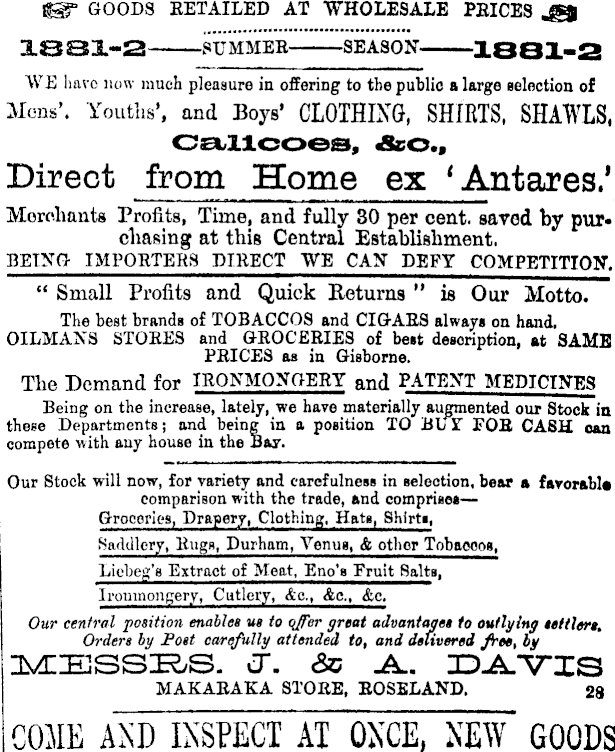 GOODS RETAILED AT WHOLESALE PRICES
1881-2——SUMMER——SEASON——1881-2
WE have now much pleasure in offering to the public a large selection of
Mens', Youths', and Boys' CLOTHING, SHIRTS, SHAWLS,
Calicoes, &c.,
Direct from Home ex 'Antares.'
Merchants Profits, Time, and fully 30 per cent. saved by pur-
chasing at this Central Establishment.
BEING IMPORTERS DIRECT WE CAN DEFY COMPETITION.
"Small Profits and Quick Returns" is Our Motto.
The best brands of TOBACCOS and CIGARS always on hand.
OILMANS STORES and GROCERIES of best description, at SAME
PRICES as in Gisborne.
The Demand for IRONMONGERY and PATENT MEDICINES
Being on the increase, lately, we have materially augmented our Stock in
these Departments; and being in a position TO BUY FOR CASH can
compete with any house in the Bay.
Our Stock will now, for variety and carefulness in selection, bear a favorable
comparison with the trade, and comprises—
Groceries, Drapery, Clothing, Hats, Shirts,
Saddlery, Rugs, Durham, Venus, & other Tobaccos,
Liebeg's Extract of Meat, Eno's Fruit Salts,
Ironmongery, Cutlery, &c., &c., &c.
Our central position enables us to offer great advantages to outlying settlers.
Orders by Post carefully attended to, and delivered free, by
MESSRS. J. & A. DAVIS
MAKARAKA STORE, ROSELAND. 28
COME AND INSPECT AT ONCE, NEW GOODS